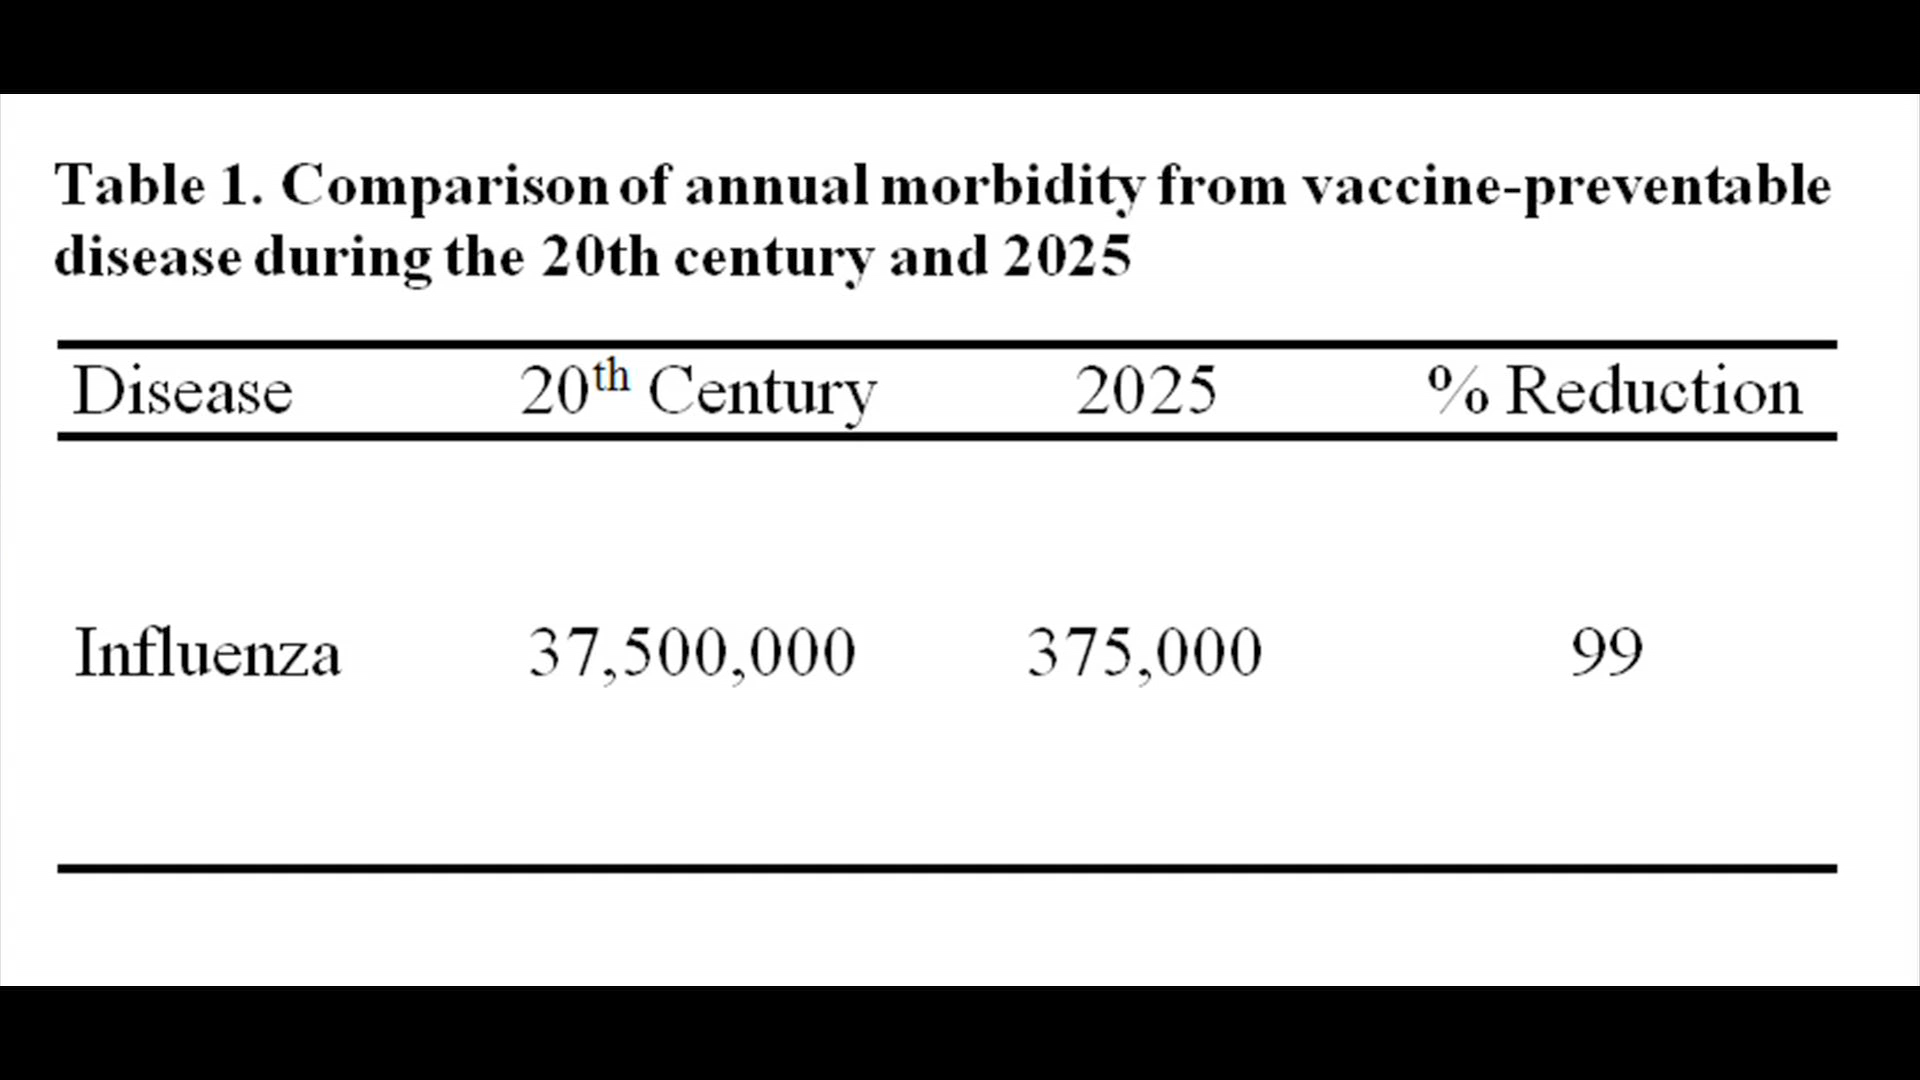 Table 1. Comparison of annual morbidity from vaccine-preventable
disease during the 20th century and 2025
Disease 20th Century 2025 % Reduction
Influenza 37,500,000 375,000 99